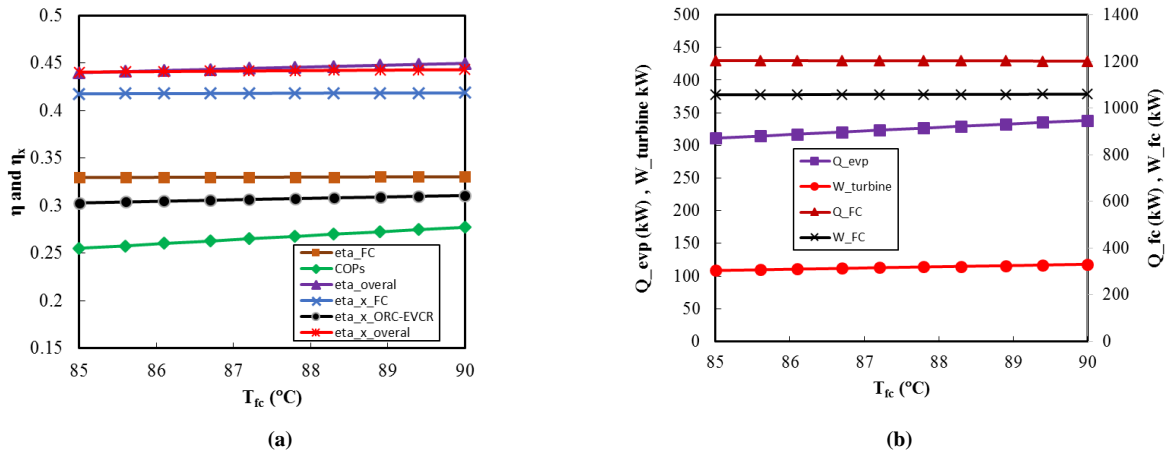 0.5
0.45
0.4
0.35
0.3
0.25
0.2
0.15
η and η_x
eta_FC
COPs
eta_overal
eta_x_FC
eta_x_ORC-EVCR
eta_x_overal
85 86 87 88 89 90
T_fc (°C)
(a)
500
450
400
350
300
250
200
150
100
50
0
Q_evp (kW) , W_turbine kW)
Q_evp
W_turbine
Q_FC
W_FC
1400
1200
1000
800
600
400
200
0
Q_fc (kW) , W_fc (kW)
85 86 87 88 89 90
T_fc (°C)
(b)